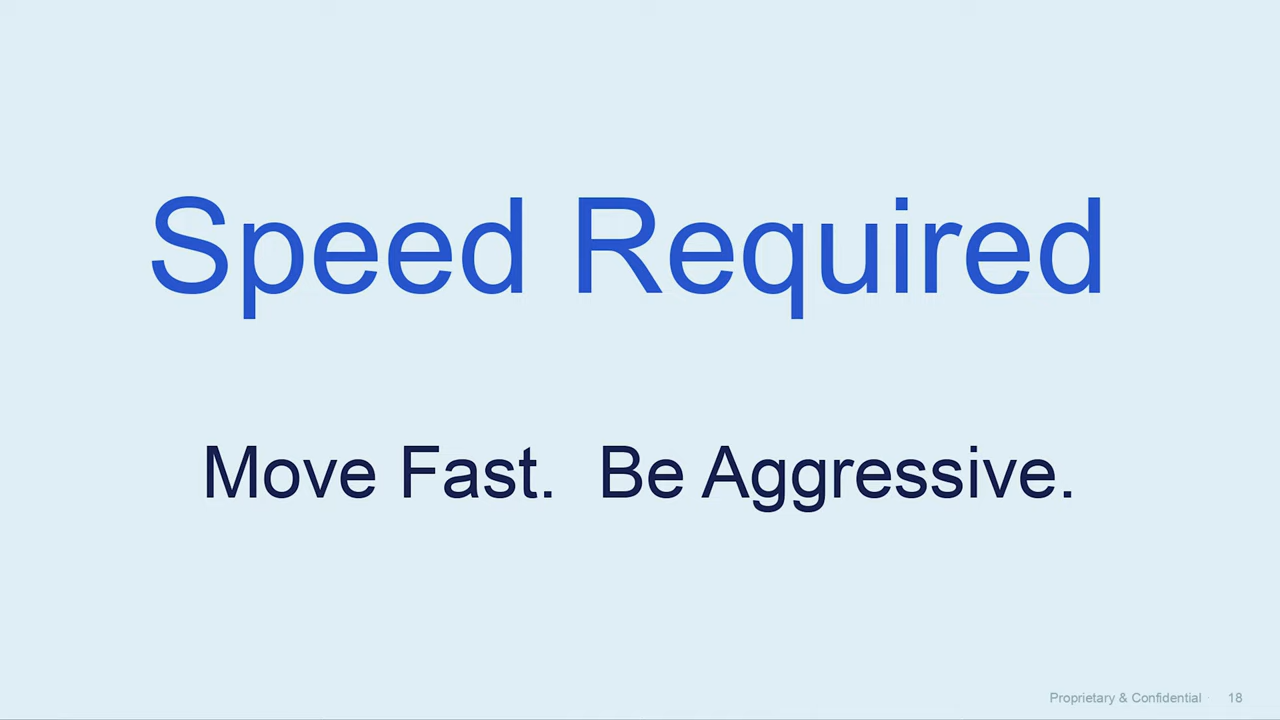 Speed Required
Move Fast.  Be Aggressive.
Proprietary & Confidential · 18